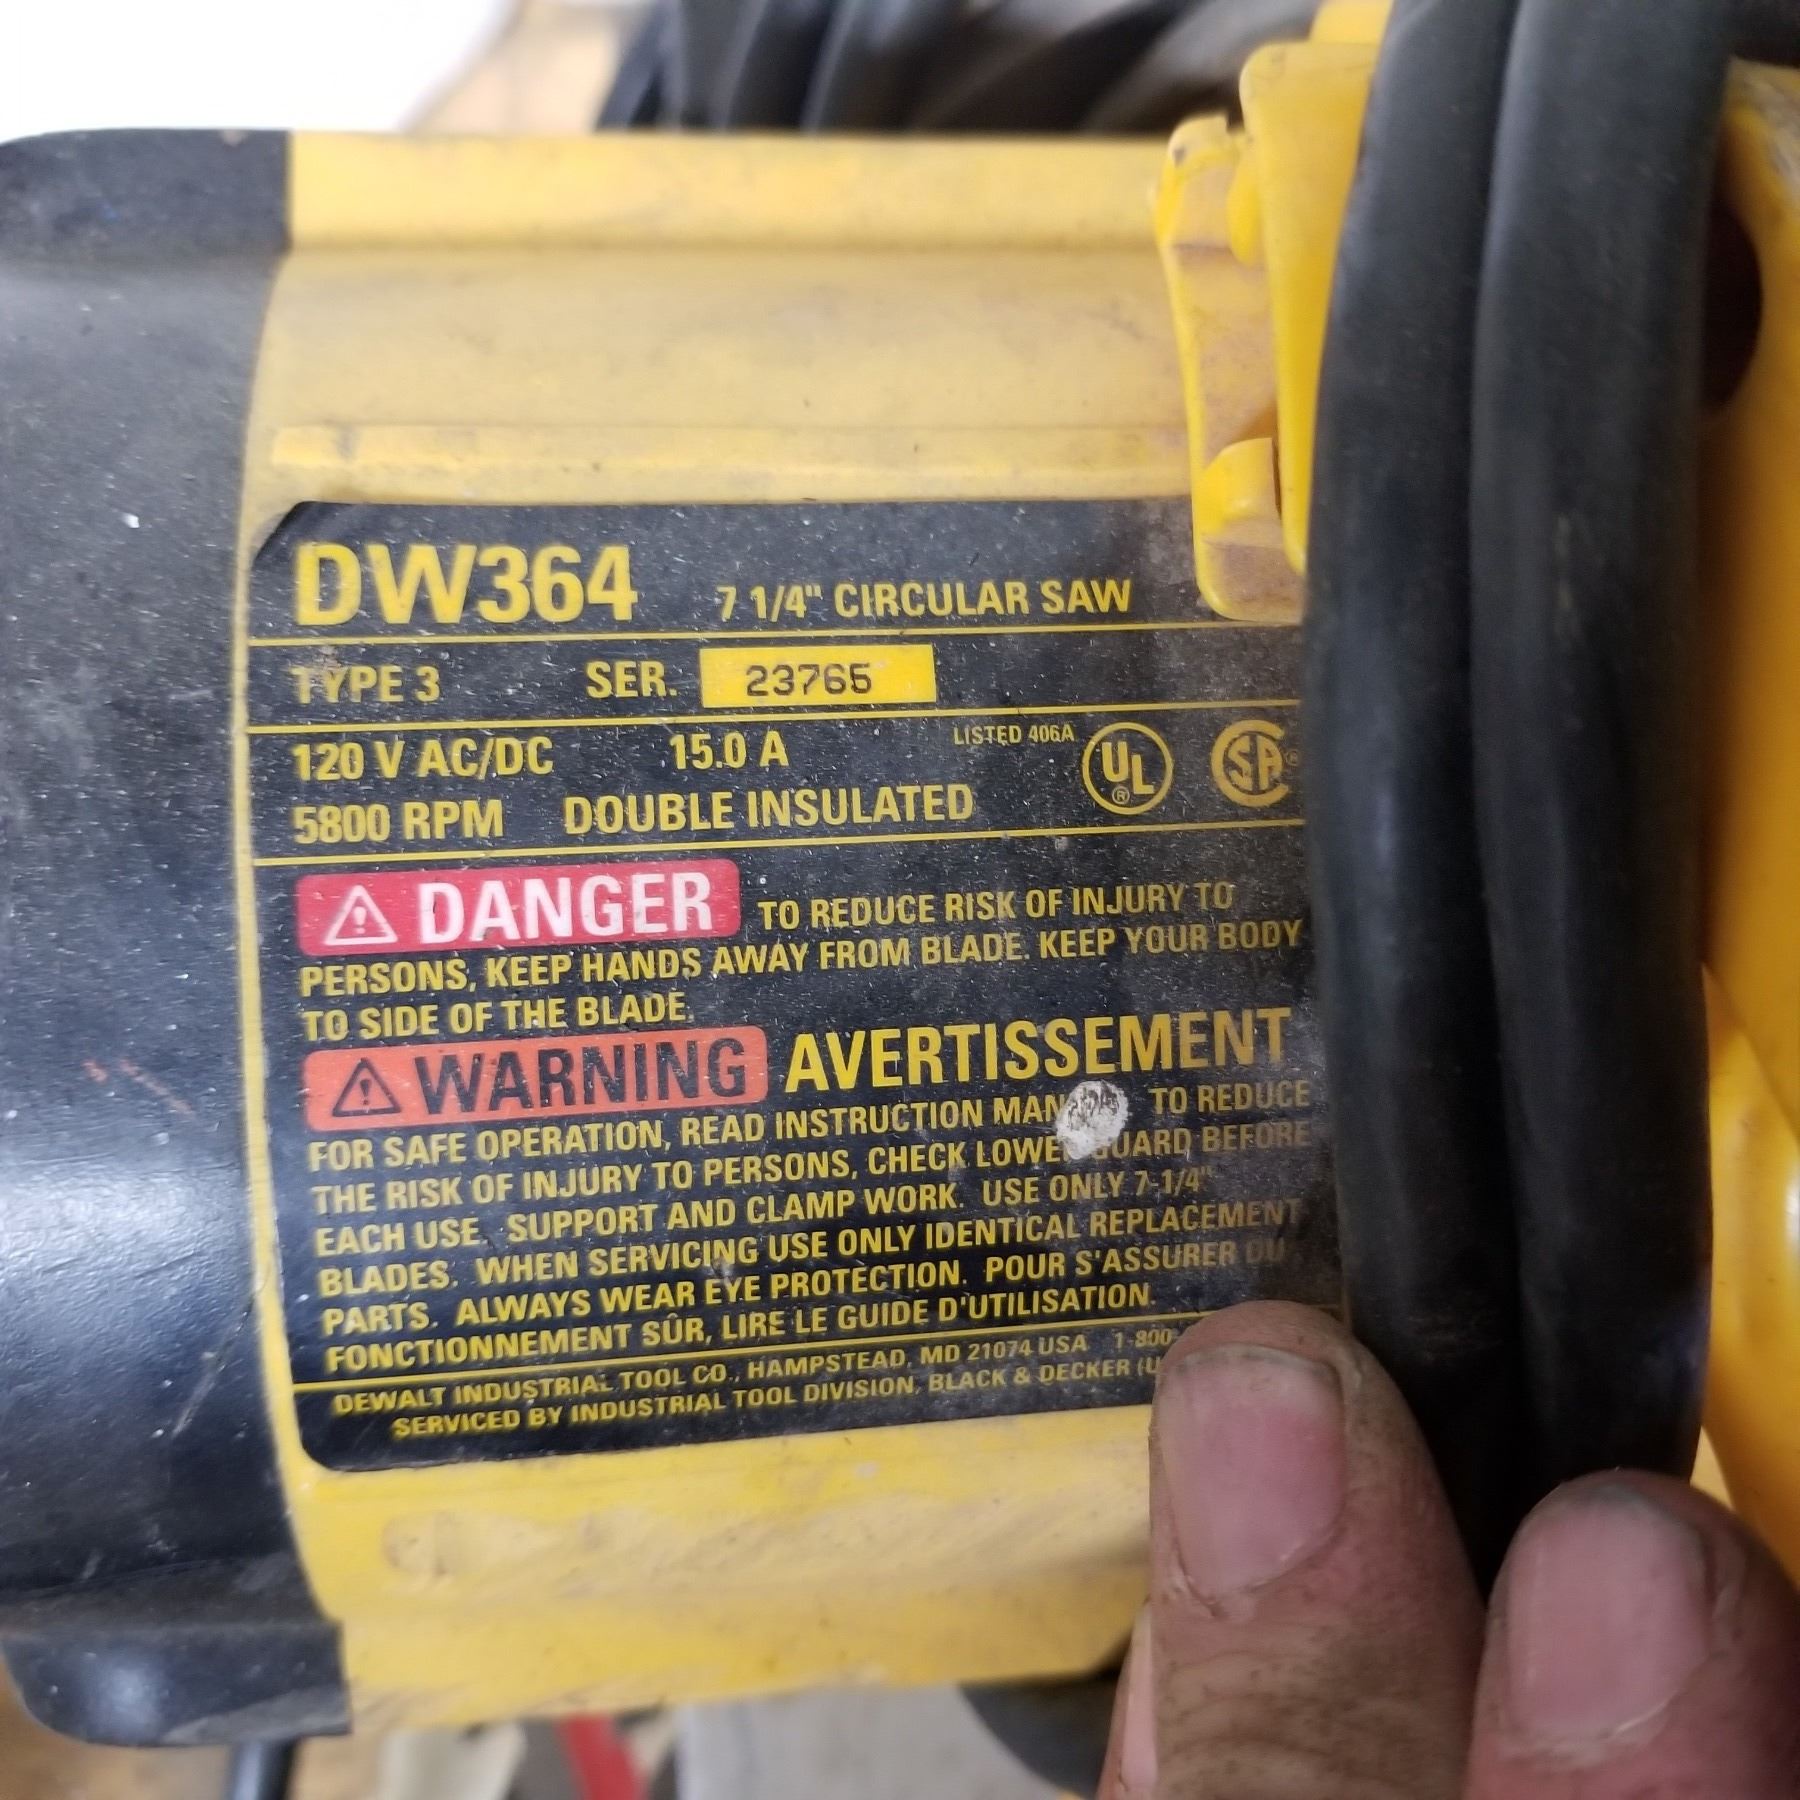 DW364 7 1/4" CIRCULAR SAW
TYPE 3 SER. 23765
120 V AC/DC 15.0 A LISTED 406A UL ® CSA ®
5800 RPM DOUBLE INSULATED
DANGER TO REDUCE RISK OF INJURY TO
PERSONS, KEEP HANDS AWAY FROM BLADE. KEEP YOUR BODY
TO SIDE OF THE BLADE.
WARNING AVERTISSEMENT
FOR SAFE OPERATION, READ INSTRUCTION MAN TO REDUCE
THE RISK OF INJURY TO PERSONS, CHECK LOWER GUARD BEFORE
EACH USE. SUPPORT AND CLAMP WORK. USE ONLY 7-1/4"
BLADES. WHEN SERVICING USE ONLY IDENTICAL REPLACEMENT
PARTS. ALWAYS WEAR EYE PROTECTION. POUR S'ASSURER DU
FONCTIONNEMENT SÛR, LIRE LE GUIDE D'UTILISATION.
DEWALT INDUSTRIAL TOOL CO., HAMPSTEAD, MD 21074 USA 1-800-
SERVICED BY INDUSTRIAL TOOL DIVISION, BLACK & DECKER (U